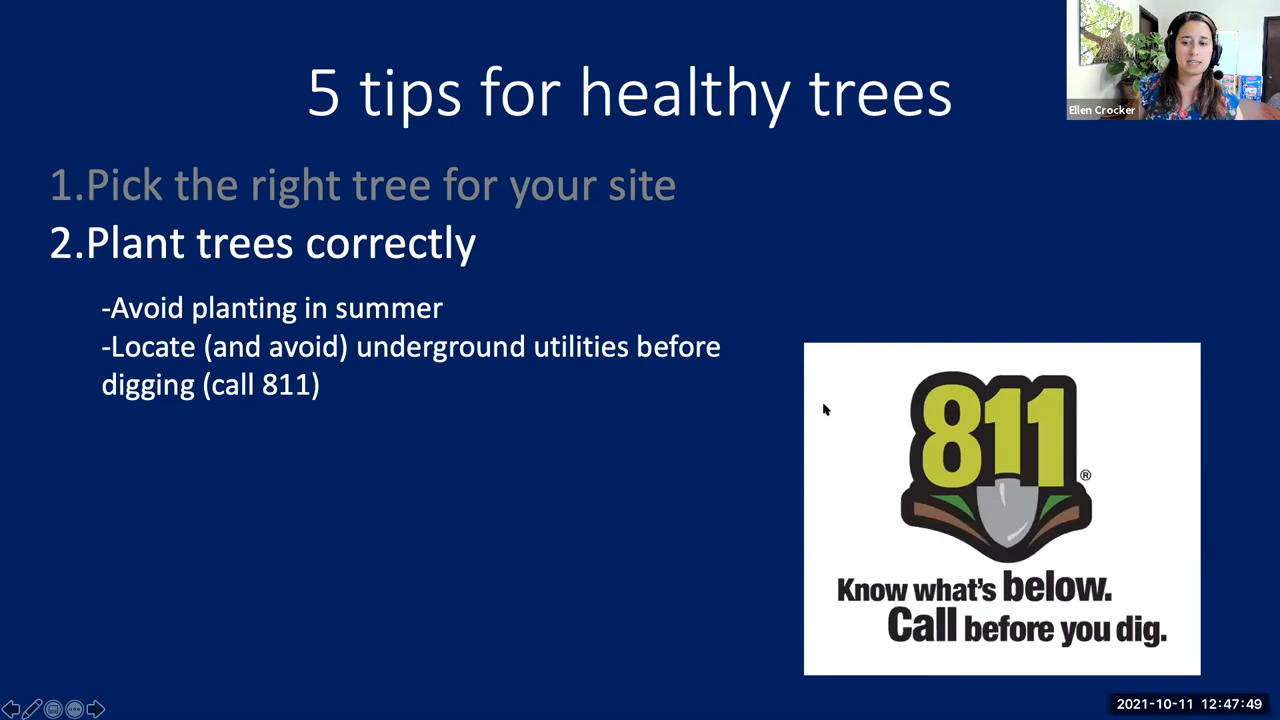 5 tips for healthy trees
Ellen Crocker
1.Pick the right tree for your site
2.Plant trees correctly
-Avoid planting in summer
-Locate (and avoid) underground utilities before
digging (call 811)
811
®
Know what's below.
Call before you dig.
2021-10-11 12:47:49